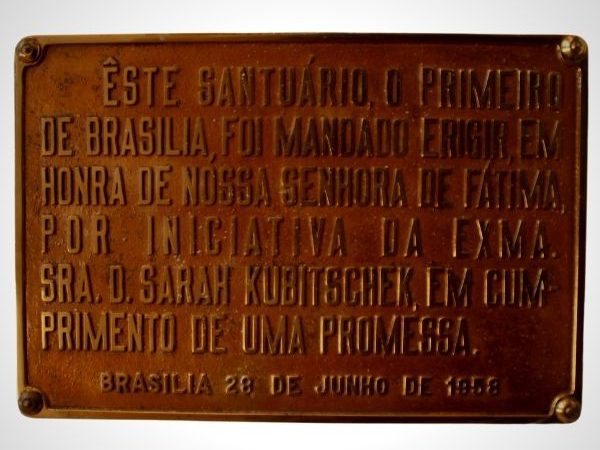 ÊSTE SANTUÁRIO, O PRIMEIRO
DE BRASILIA, FOI MANDADO ERIGIR, EM
HONRA DE NOSSA SENHORA DE FÁTIMA,
POR INICIATIVA DA EXMA.
SRA. D. SARAH KUBITSCHEK, EM CUM-
PRIMENTO DE UMA PROMESSA.
BRASÍLIA 28 DE JUNHO DE 1958